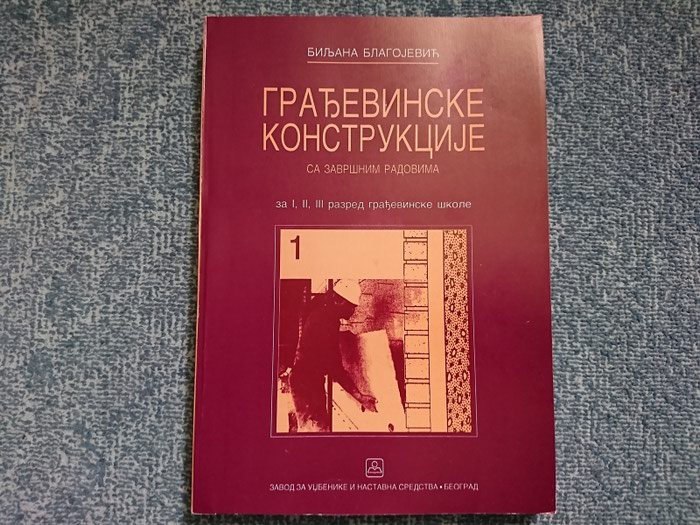 БИЉАНА БЛАГОЈЕВИЋ
ГРАЂЕВИНСКЕ
КОНСТРУКЦИЈЕ
СА ЗАВРШНИМ РАДОВИМА
за I, II, III разред грађевинске школе
1
ЗАВОД ЗА УЏБЕНИКЕ И НАСТАВНА СРЕДСТВА • БЕОГРАД